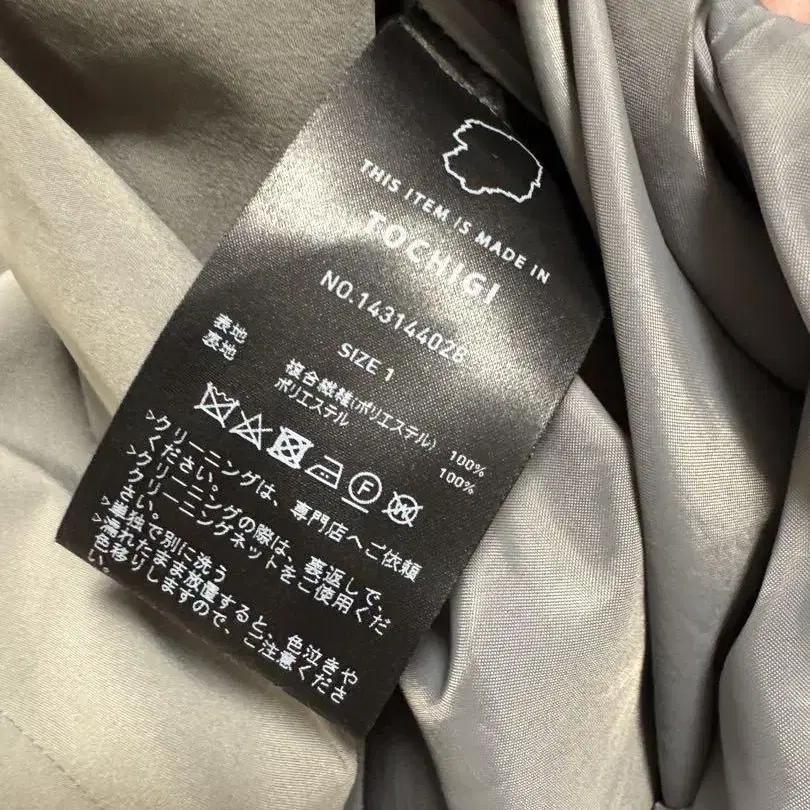 THIS ITEM IS MADE IN
TOCHIGI
NO.143144028
SIZE 1
表地 複合繊維(ポリエステル) 100%
裏地 ポリエステル 100%
F
W
>クリーニングは、専門店へご依頼
ください。
>クリーニングの際は、裏返しで、
クリーニングネットをご使用くだ
さい。
>単独で別に洗う
>濡れたまま放置すると、色泣きや
色移りしますので、ご注意くださ
い。